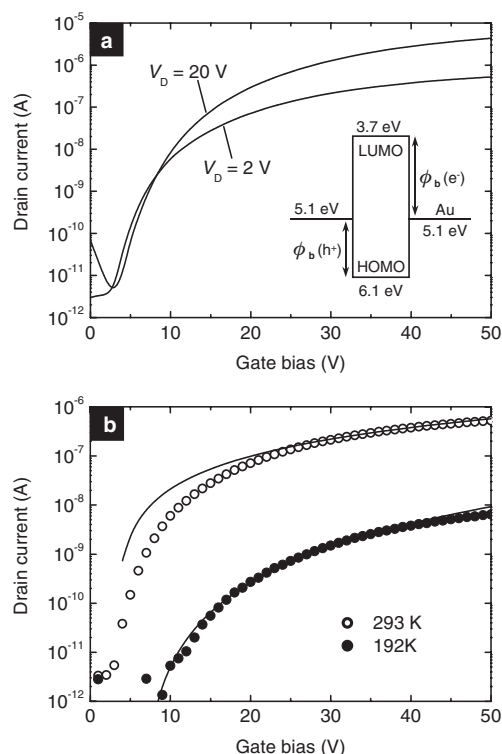 a
10⁻⁵
10⁻⁶
10⁻⁷
10⁻⁸
10⁻⁹
10⁻¹⁰
10⁻¹¹
10⁻¹²
Drain current (A)
V_D = 20 V
V_D = 2 V
3.7 eV
LUMO
ϕ_b (e⁻)
5.1 eV
Au
5.1 eV
ϕ_b (h⁺)
HOMO
6.1 eV
0 10 20 30 40 50
Gate bias (V)
b
10⁻⁶
10⁻⁷
10⁻⁸
10⁻⁹
10⁻¹⁰
10⁻¹¹
10⁻¹²
Drain current (A)
293 K
192K
0 10 20 30 40 50
Gate bias (V)